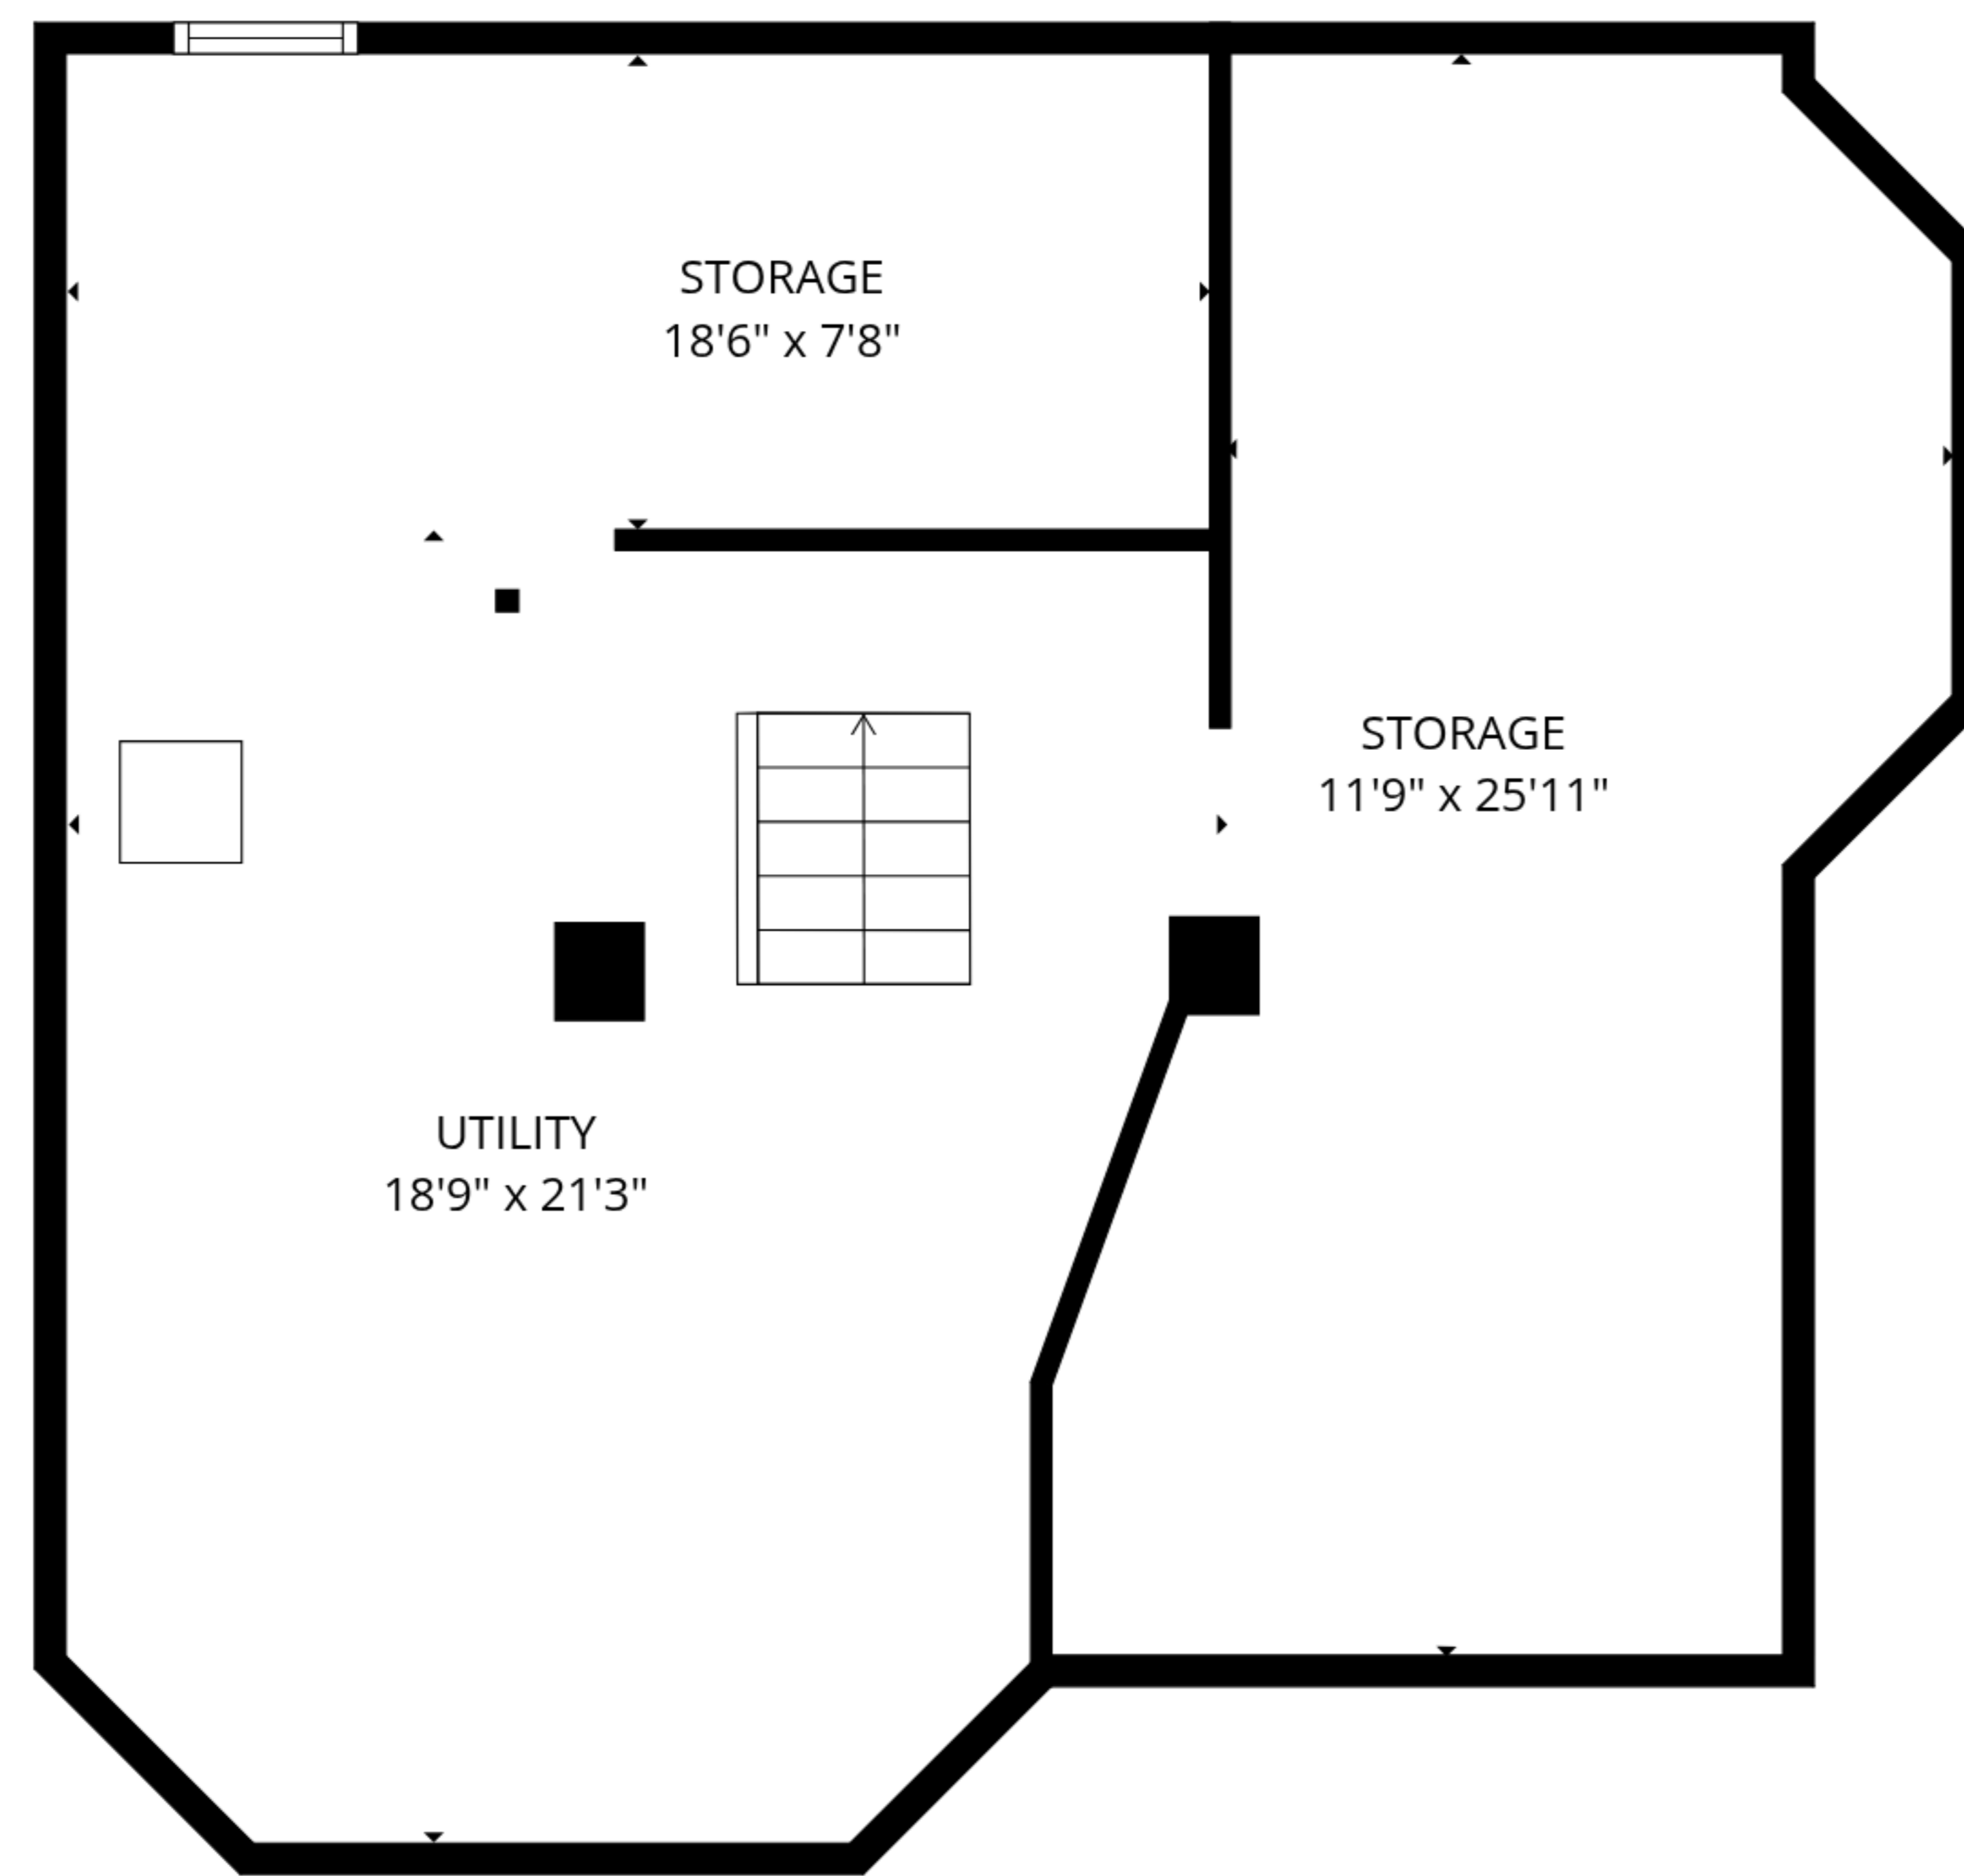 STORAGE
18'6" x 7'8"
STORAGE
11'9" x 25'11"
UTILITY
18'9" x 21'3"